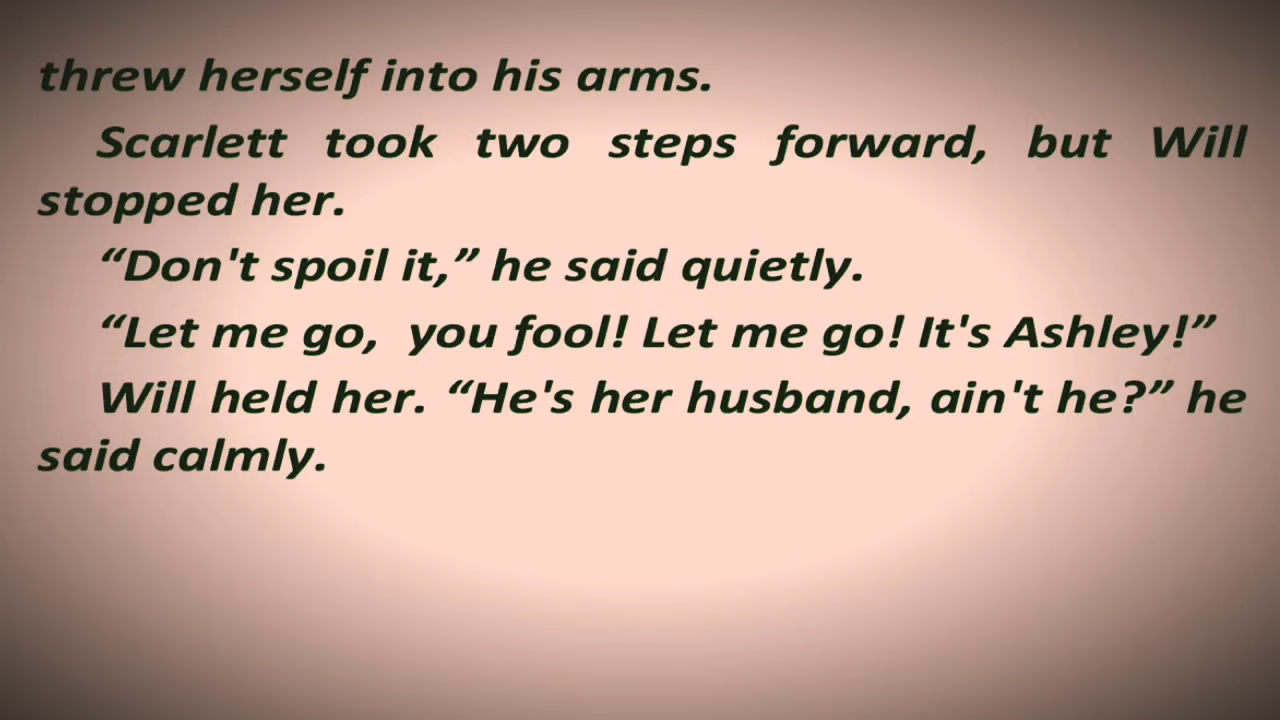 threw herself into his arms.
Scarlett took two steps forward, but Will
stopped her.
“Don't spoil it,” he said quietly.
“Let me go, you fool! Let me go! It's Ashley!”
Will held her. “He's her husband, ain't he?” he
said calmly.